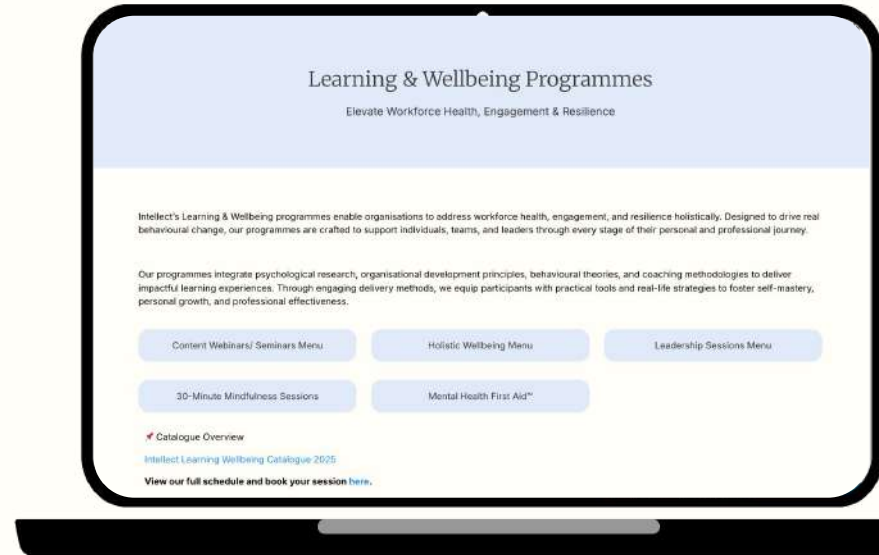 Learning & Wellbeing Programmes
Elevate Workforce Health, Engagement & Resilience
Intellect's Learning & Wellbeing programmes enable organisations to address workforce health, engagement, and resilience holistically. Designed to drive real
behavioural change, our programmes are crafted to support individuals, teams, and leaders through every stage of their personal and professional journey.
Our programmes integrate psychological research, organisational development principles, behavioural theories, and coaching methodologies to deliver
impactful learning experiences. Through engaging delivery methods, we equip participants with practical tools and real-life strategies to foster self-mastery,
personal growth, and professional effectiveness.
Content Webinars/ Seminars Menu
Holistic Wellbeing Menu
Leadership Sessions Menu
30-Minute Mindfulness Sessions
Mental Health First Aid™
📌 Catalogue Overview
Intellect Learning Wellbeing Catalogue 2025
View our full schedule and book your session here.